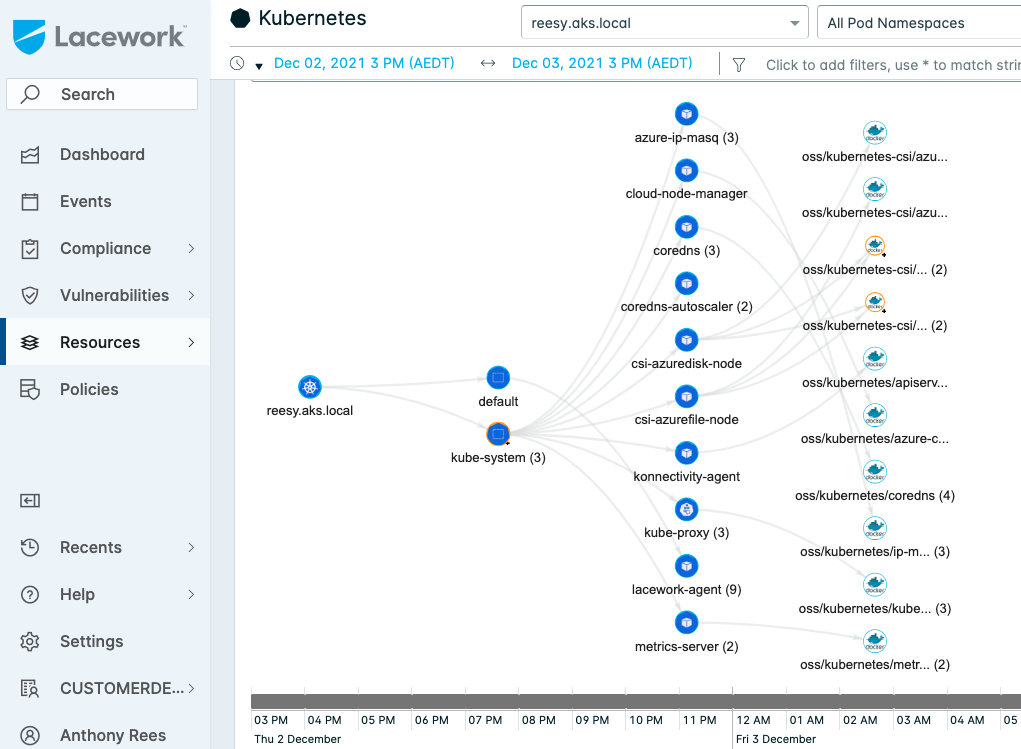 Lacework™
Search
Dashboard
Events
Compliance
Vulnerabilities
Resources
Policies
Recents
Help
Settings
CUSTOMERDE...
Anthony Rees
Kubernetes
reesy.aks.local
All Pod Namespaces
Dec 02, 2021 3 PM (AEDT) ↔ Dec 03, 2021 3 PM (AEDT)
Click to add filters, use * to match strin
reesy.aks.local
default
kube-system (3)
azure-ip-masq (3)
cloud-node-manager
coredns (3)
coredns-autoscaler (2)
csi-azuredisk-node
csi-azurefile-node
konnectivity-agent
kube-proxy (3)
lacework-agent (9)
metrics-server (2)
oss/kubernetes-csi/azu...
oss/kubernetes-csi/azu...
oss/kubernetes-csi/... (2)
oss/kubernetes-csi/... (2)
oss/kubernetes/apiserv...
oss/kubernetes/azure-c...
oss/kubernetes/coredns (4)
oss/kubernetes/ip-m... (3)
oss/kubernetes/kube... (3)
oss/kubernetes/metr... (2)
03 PM 04 PM 05 PM 06 PM 07 PM 08 PM 09 PM 10 PM 11 PM 12 AM 01 AM 02 AM 03 AM 04 AM 05
Thu 2 December Fri 3 December